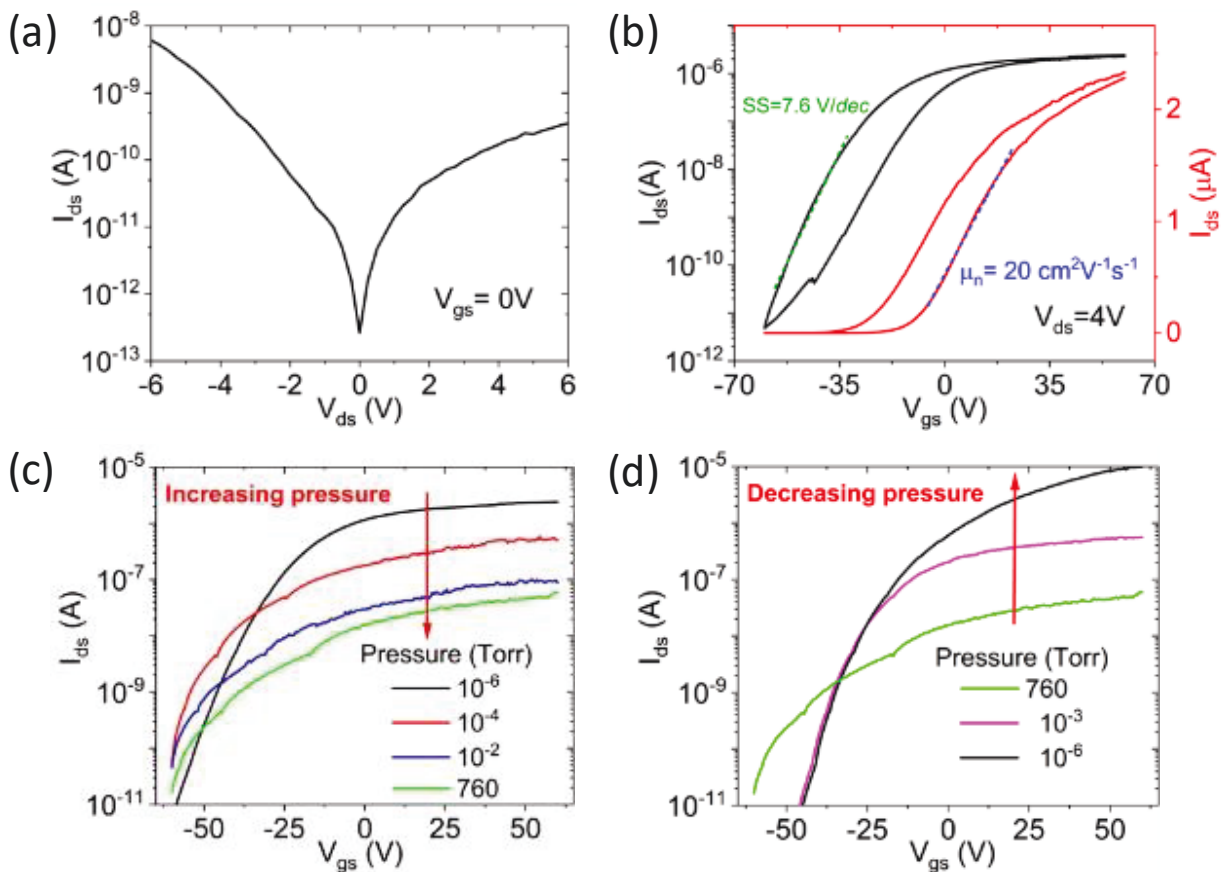 (a)
10⁻⁸
10⁻⁹
10⁻¹⁰
10⁻¹¹
10⁻¹²
10⁻¹³
I_ds (A)
V_gs = 0V
-6 -4 -2 0 2 4 6
V_ds (V)
(b)
10⁻⁶
10⁻⁸
10⁻¹⁰
10⁻¹²
I_ds(A)
SS=7.6 V/dec
μ_n= 20 cm²V⁻¹s⁻¹
V_ds=4V
2
1
0
I_ds (μA)
-70 -35 0 35 70
V_gs (V)
(c)
10⁻⁵
10⁻⁷
10⁻⁹
10⁻¹¹
I_ds (A)
Increasing pressure
Pressure (Torr)
10⁻⁶
10⁻⁴
10⁻²
760
-50 -25 0 25 50
V_gs (V)
(d)
10⁻⁵
10⁻⁷
10⁻⁹
10⁻¹¹
I_ds (A)
Decreasing pressure
Pressure (Torr)
760
10⁻³
10⁻⁶
-50 -25 0 25 50
V_gs (V)